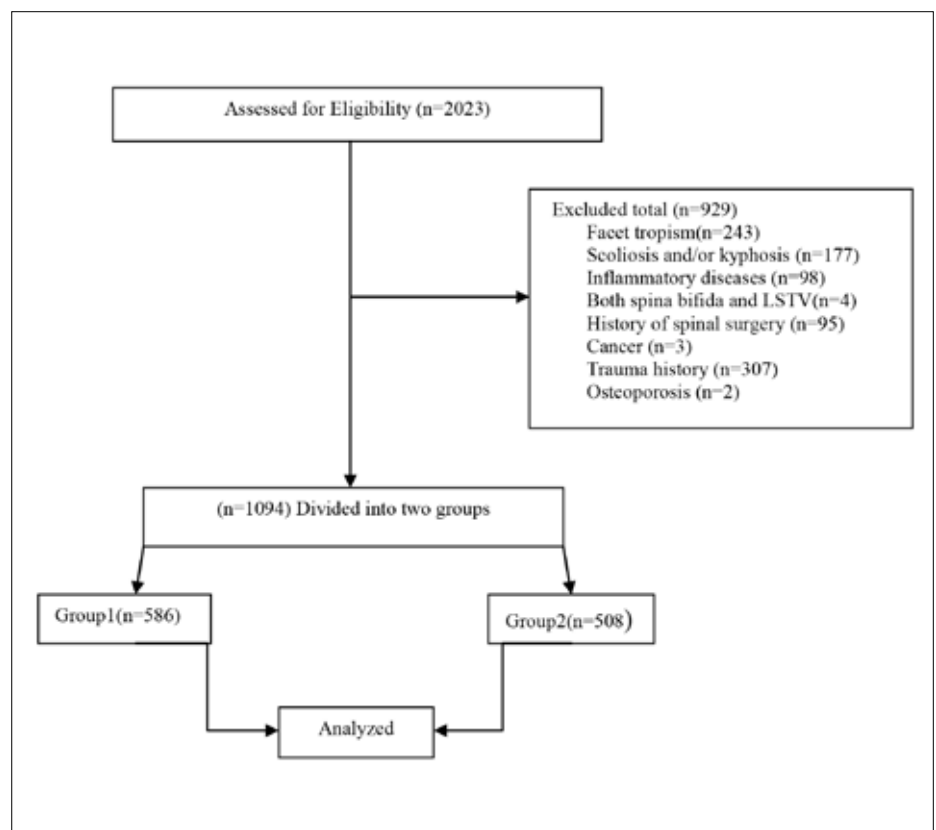 Assessed for Eligibility (n=2023)
Excluded total (n=929)
Facet tropism(n=243)
Scoliosis and/or kyphosis (n=177)
Inflammatory diseases (n=98)
Both spina bifida and LSTV(n=4)
History of spinal surgery (n=95)
Cancer (n=3)
Trauma history (n=307)
Osteoporosis (n=2)
(n=1094) Divided into two groups
Group1(n=586)
Group2(n=508)
Analyzed